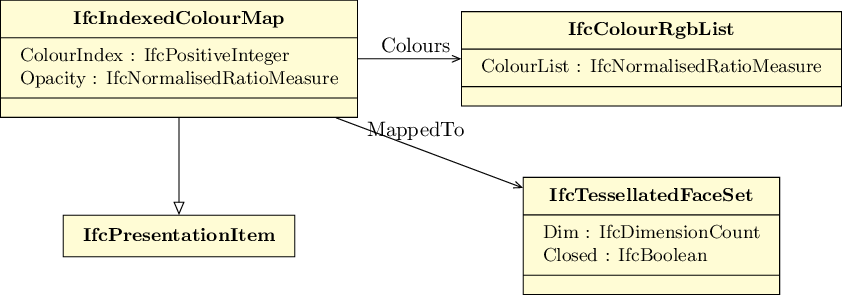 IfcIndexedColourMap
ColourIndex : IfcPositiveInteger
Opacity : IfcNormalisedRatioMeasure
Colours
IfcColourRgbList
ColourList : IfcNormalisedRatioMeasure
MappedTo
IfcPresentationItem
IfcTessellatedFaceSet
Dim : IfcDimensionCount
Closed : IfcBoolean